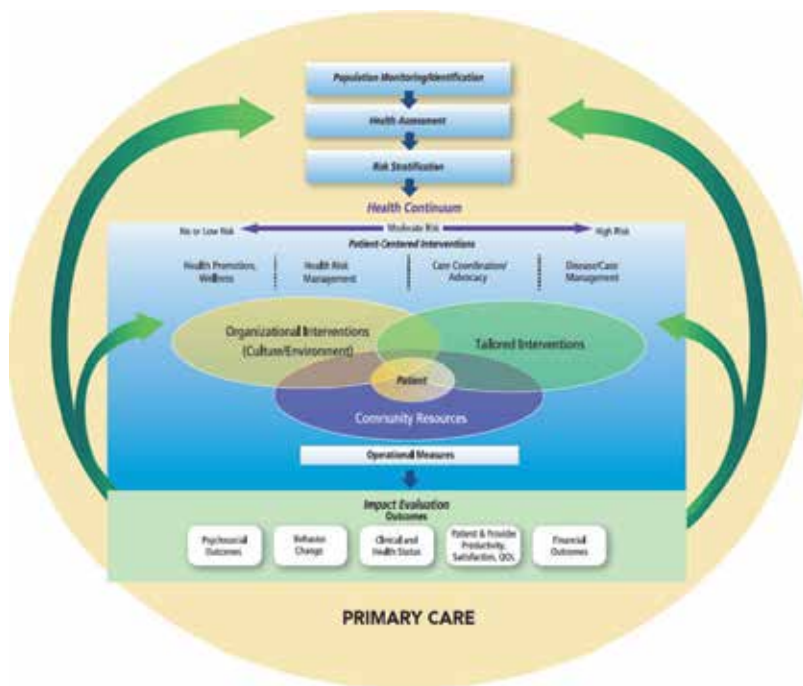 Population Monitoring/Identification
Health Assessment
Risk Stratification
Health Continuum
No or Low Risk
Moderate Risk
High Risk
Patient-Centered Interventions
Health Promotion,
Wellness
Health Risk
Management
Care Coordination/
Advocacy
Disease/Case
Management
Organizational Interventions
(Culture/Environment)
Tailored Interventions
Patient
Community Resources
Operational Measures
Impact Evaluation
Outcomes
Psychosocial
Outcomes
Behavior
Change
Clinical and
Health Status
Patient & Provider
Productivity,
Satisfaction, QOL
Financial
Outcomes
PRIMARY CARE